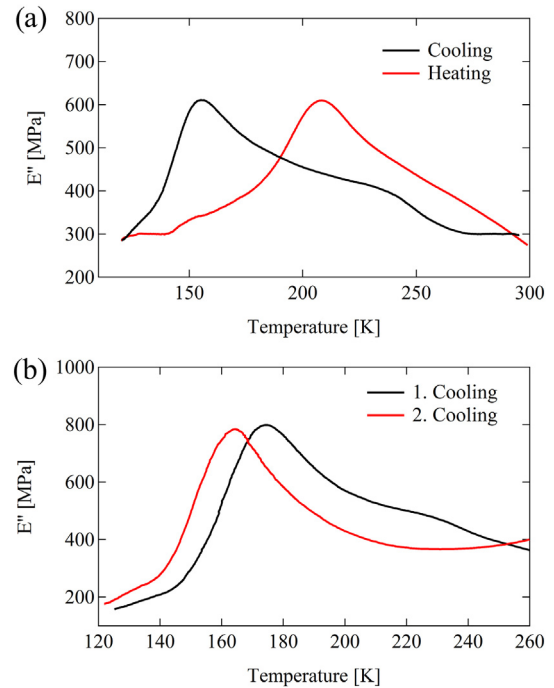 (a)
800
700
600
500
400
300
200
E" [MPa]
Cooling
Heating
150 200 250 300
Temperature [K]
(b)
1000
800
600
400
200
E" [MPa]
1. Cooling
2. Cooling
120 140 160 180 200 220 240 260
Temperature [K]